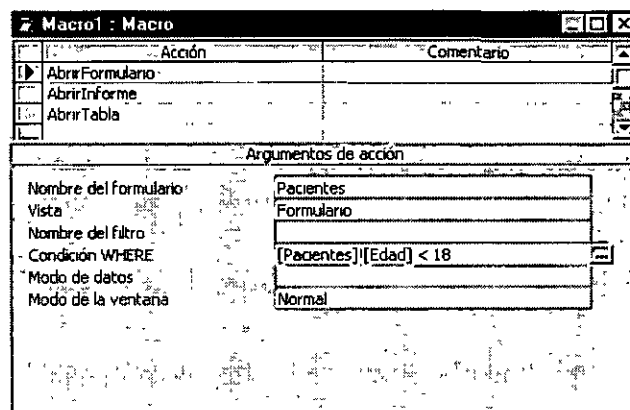 Macro1 : Macro
Acción Comentario
AbrirFormulario
AbrirInforme
AbrirTabla
Argumentos de acción
Nombre del formulario Pacientes
Vista Formulario
Nombre del filtro
Condición WHERE [Pacientes]![Edad] < 18
Modo de datos
Modo de la ventana Normal